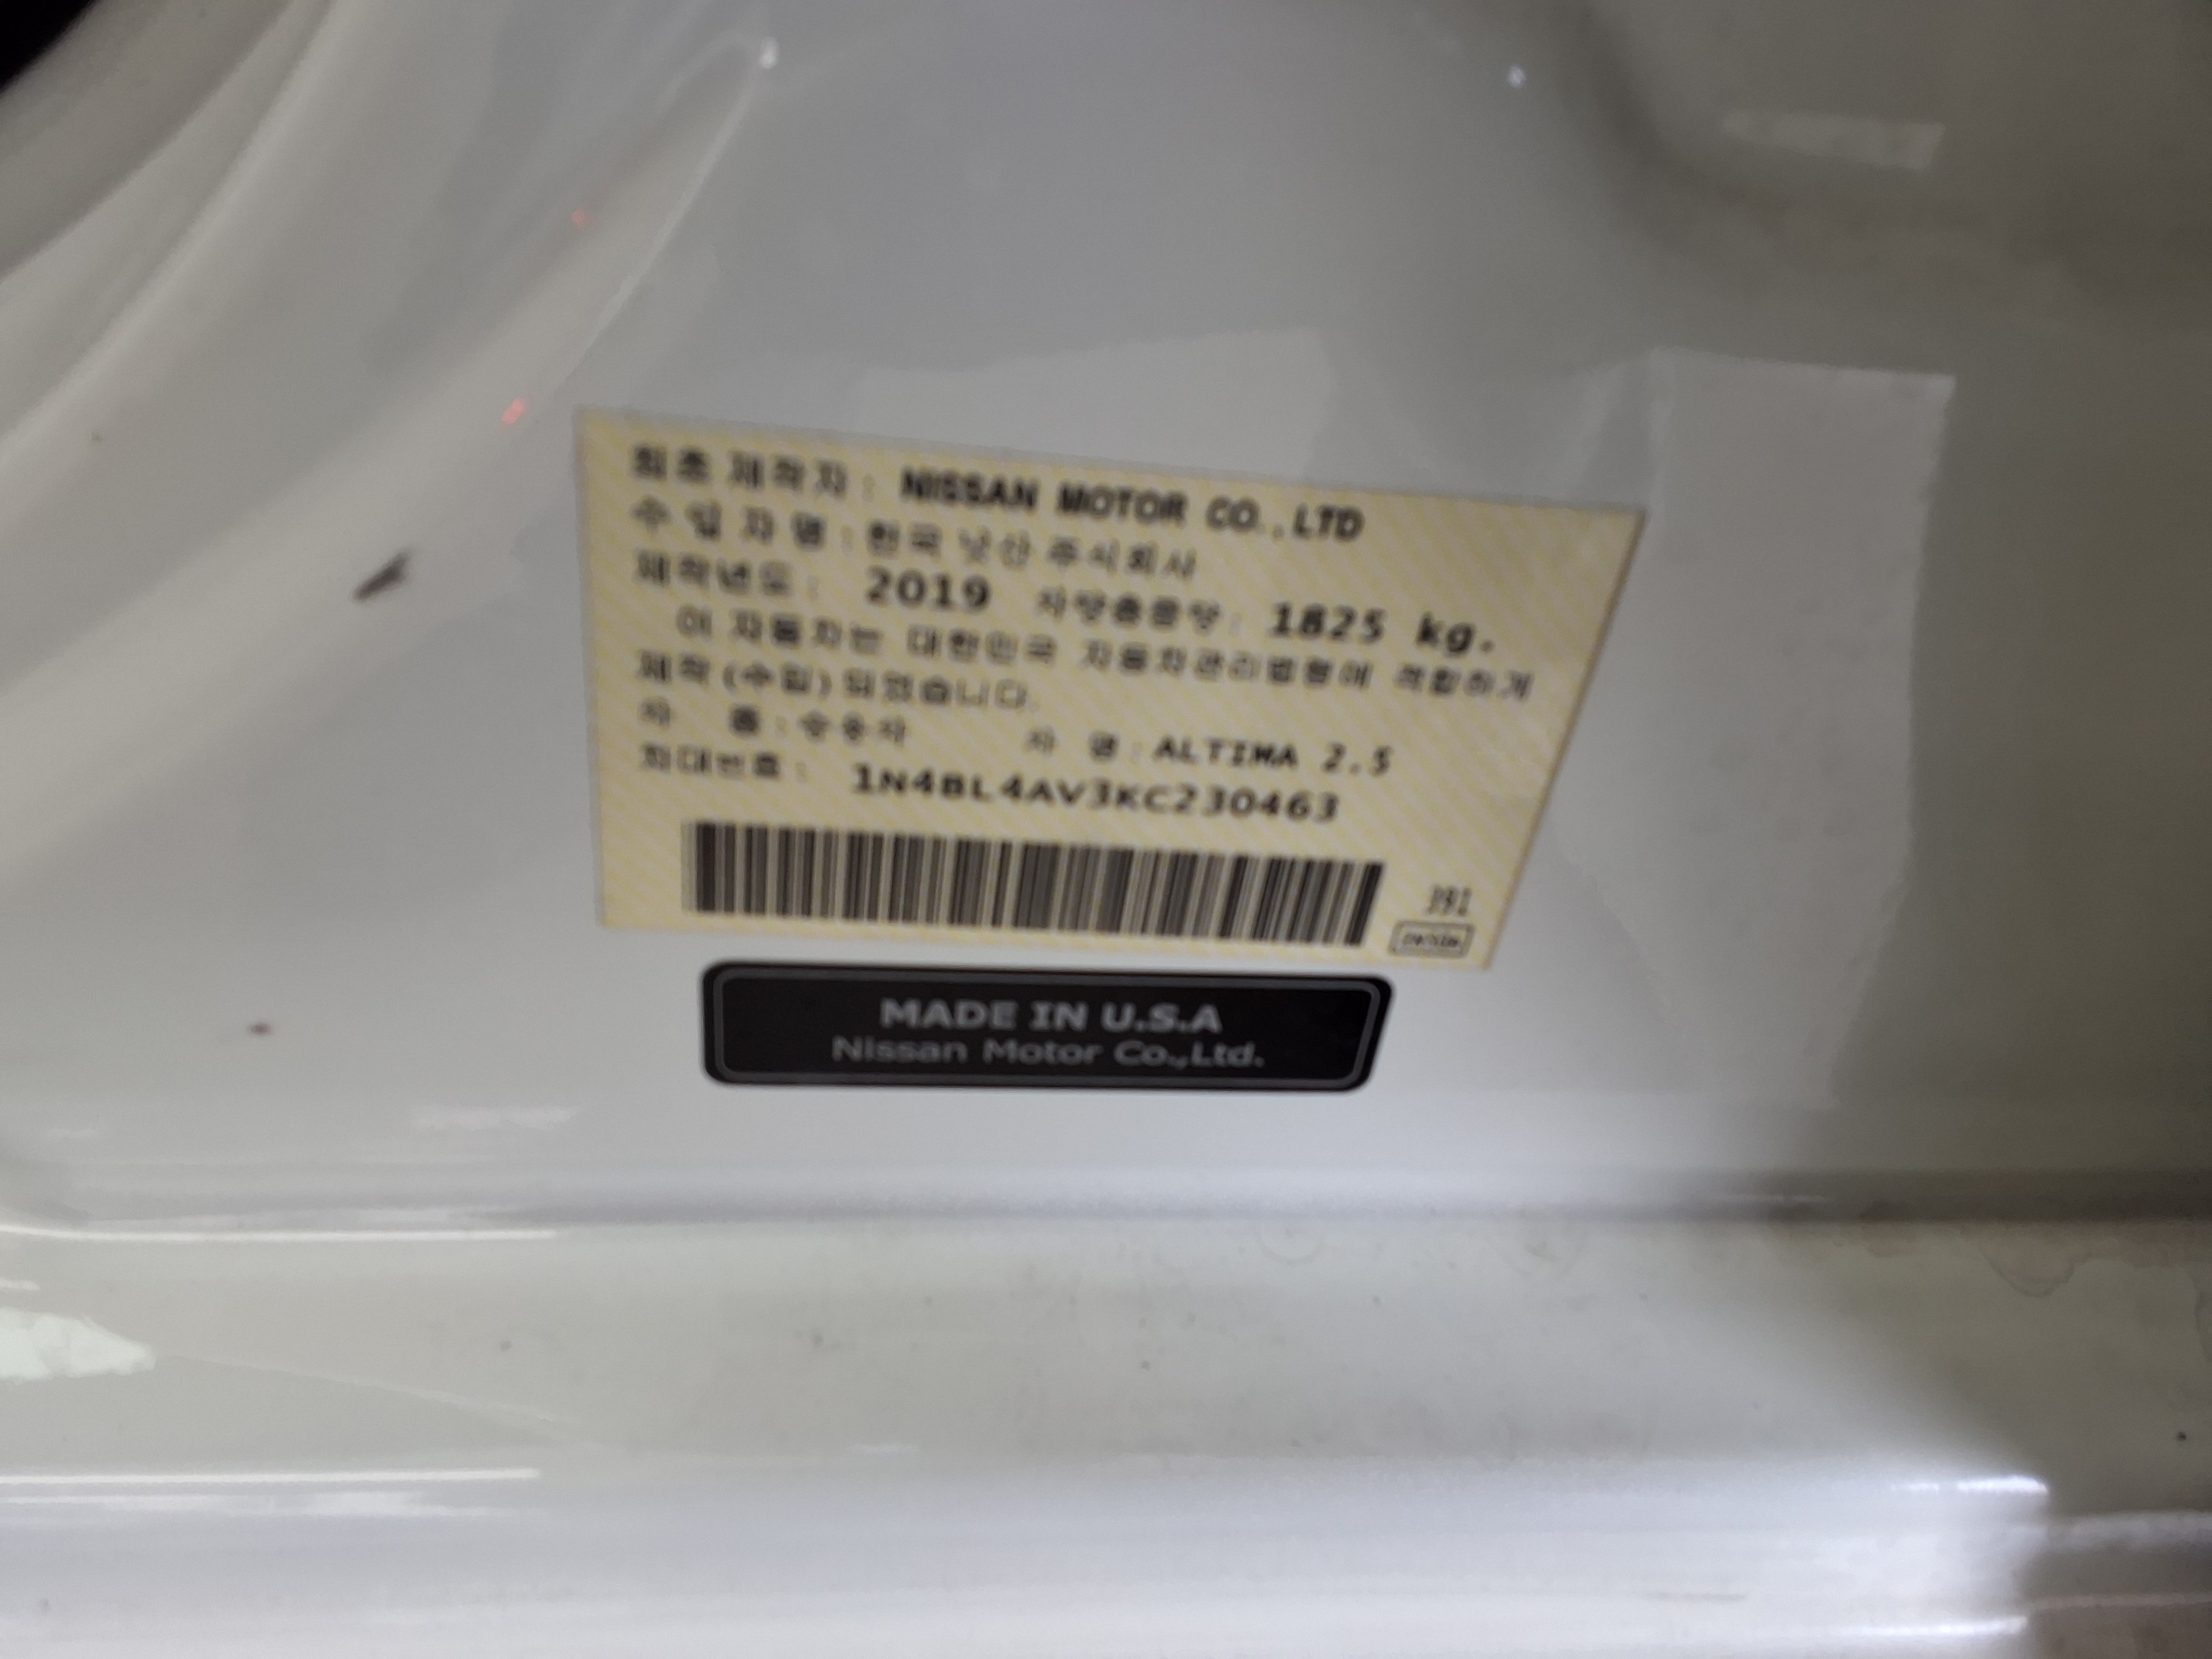 최초 제작자 : NISSAN MOTOR CO.,LTD
수 입 자 명 : 한국 닛산 주식회사
제작년도 : 2019 차량총중량 : 1825 kg.
이 자동차는 대한민국 자동차관리법령에 적합하게
제작 (수입) 되었습니다.
차 종 : 승용차 차 명 : ALTIMA 2.5
차대번호 : 1N4BL4AV3KC230463
MADE IN U.S.A
Nissan Motor Co.,Ltd.